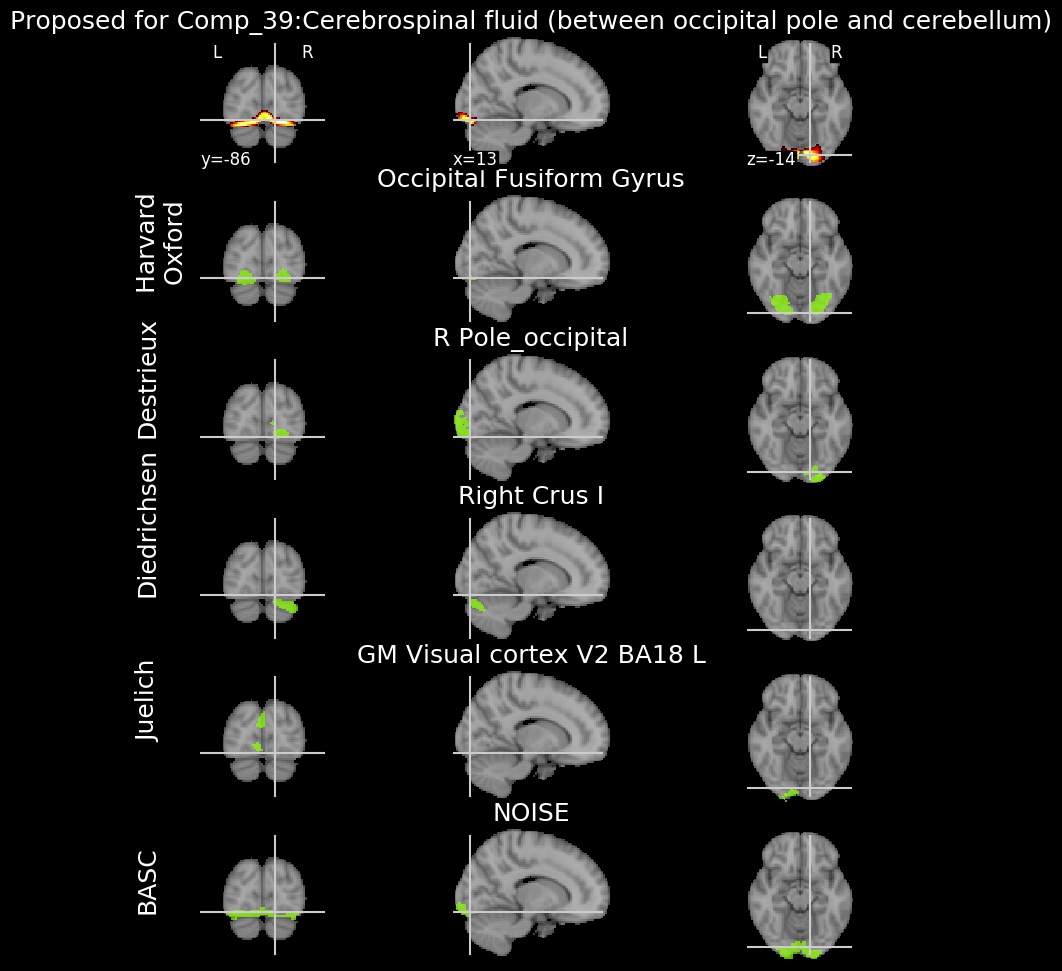 Proposed for Comp_39:Cerebrospinal fluid (between occipital pole and cerebellum)
L R
L R
y=-86
x=13
z=-14
Occipital Fusiform Gyrus
Harvard
Oxford
R Pole_occipital
Destrieux
Right Crus I
Diedrichsen
GM Visual cortex V2 BA18 L
Juelich
NOISE
BASC